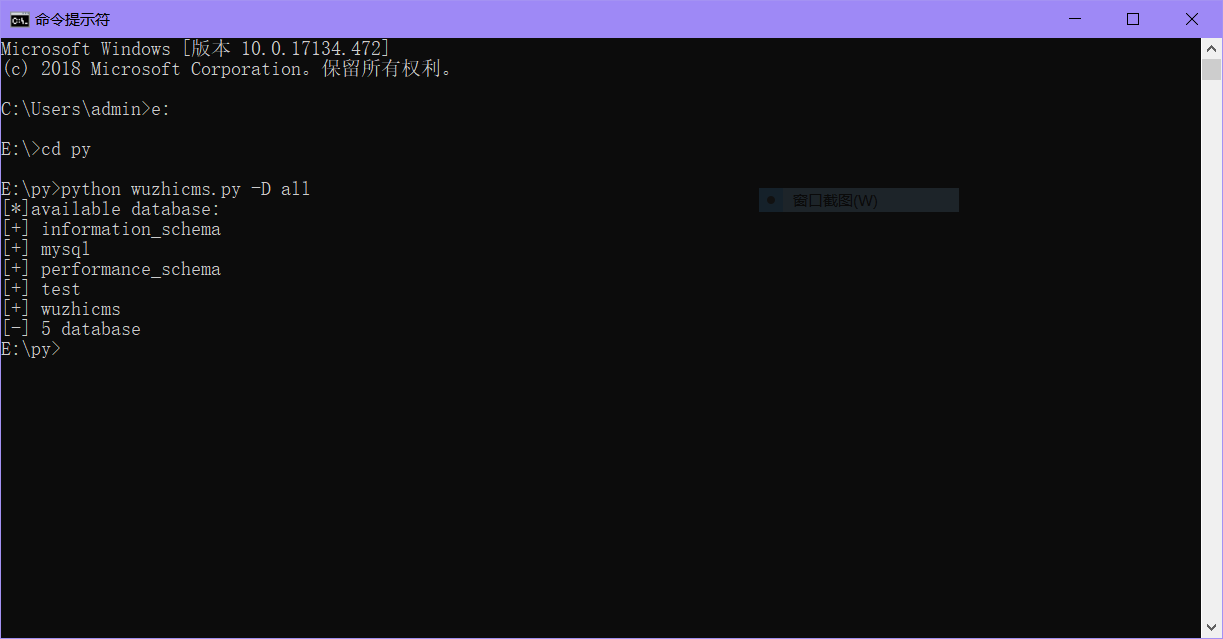 命令提示符
Microsoft Windows [版本 10.0.17134.472]
(c) 2018 Microsoft Corporation。保留所有权利。
C:\Users\admin>e:
E:\>cd py
E:\py>python wuzhicms.py -D all
[*]available database:
窗口截图(W)
[+] information_schema
[+] mysql
[+] performance_schema
[+] test
[+] wuzhicms
[-] 5 database
E:\py>